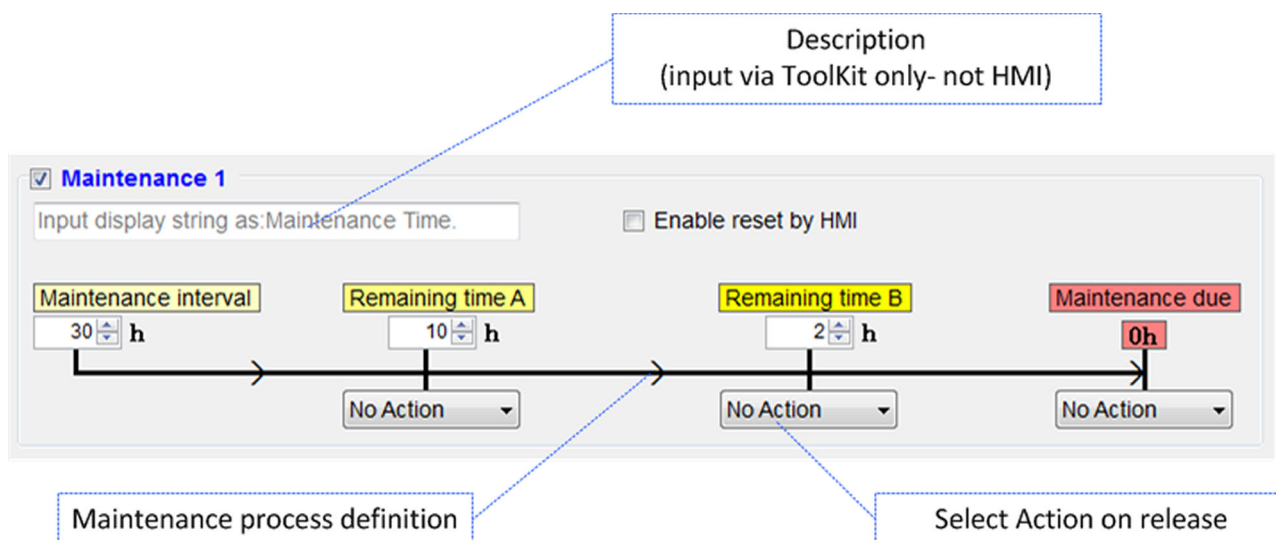 Description
(input via ToolKit only- not HMI)
Maintenance 1
Input display string as:Maintenance Time.
Enable reset by HMI
Maintenance interval
Remaining time A
Remaining time B
Maintenance due
30 h
10 h
2 h
0h
No Action
No Action
No Action
Maintenance process definition
Select Action on release